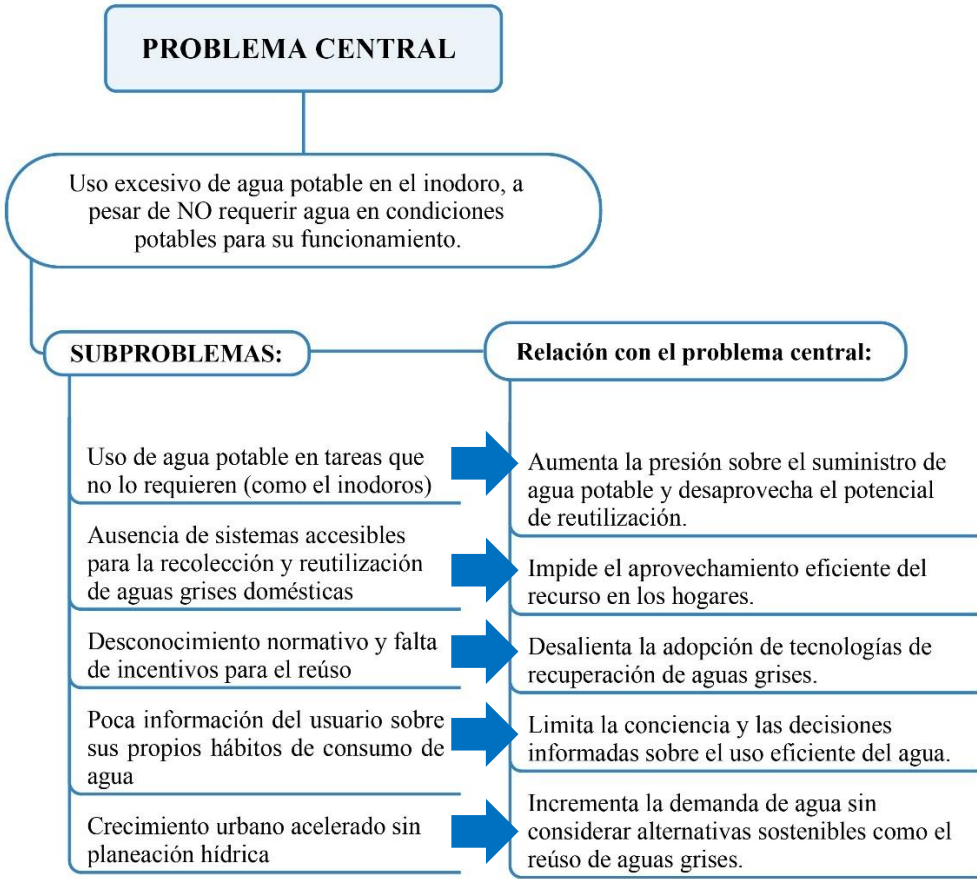 PROBLEMA CENTRAL
Uso excesivo de agua potable en el inodoro, a
pesar de NO requerir agua en condiciones
potables para su funcionamiento.
SUBPROBLEMAS:
Relación con el problema central:
Uso de agua potable en tareas que
no lo requieren (como el inodoros)
Aumenta la presión sobre el suministro de
agua potable y desaprovecha el potencial
de reutilización.
Ausencia de sistemas accesibles
para la recolección y reutilización
de aguas grises domésticas
Impide el aprovechamiento eficiente del
recurso en los hogares.
Desconocimiento normativo y falta
de incentivos para el reúso
Desalienta la adopción de tecnologías de
recuperación de aguas grises.
Poca información del usuario sobre
sus propios hábitos de consumo de
agua
Limita la conciencia y las decisiones
informadas sobre el uso eficiente del agua.
Crecimiento urbano acelerado sin
planeación hídrica
Incrementa la demanda de agua sin
considerar alternativas sostenibles como el
reúso de aguas grises.